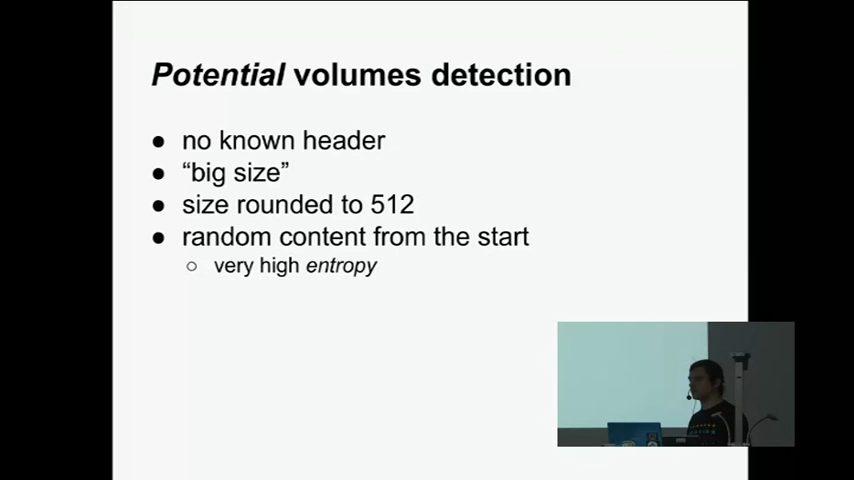 Potential volumes detection
● no known header
● “big size”
● size rounded to 512
● random content from the start
○ very high entropy